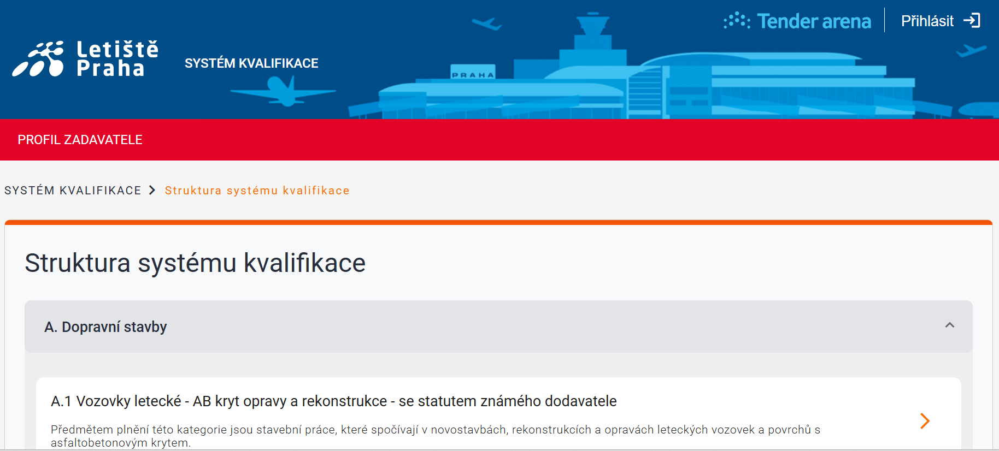 Tender arena
Přihlásit
Letiště
Praha
SYSTÉM KVALIFIKACE
PRAHA
PROFIL ZADAVATELE
SYSTÉM KVALIFIKACE
Struktura systému kvalifikace
Struktura systému kvalifikace
A. Dopravní stavby
A.1 Vozovky letecké - AB kryt opravy a rekonstrukce - se statutem známého dodavatele
Předmětem plnění této kategorie jsou stavební práce, které spočívají v novostavbách, rekonstrukcích a opravách leteckých vozovek a povrchů s
asfaltobetonovým krytem.